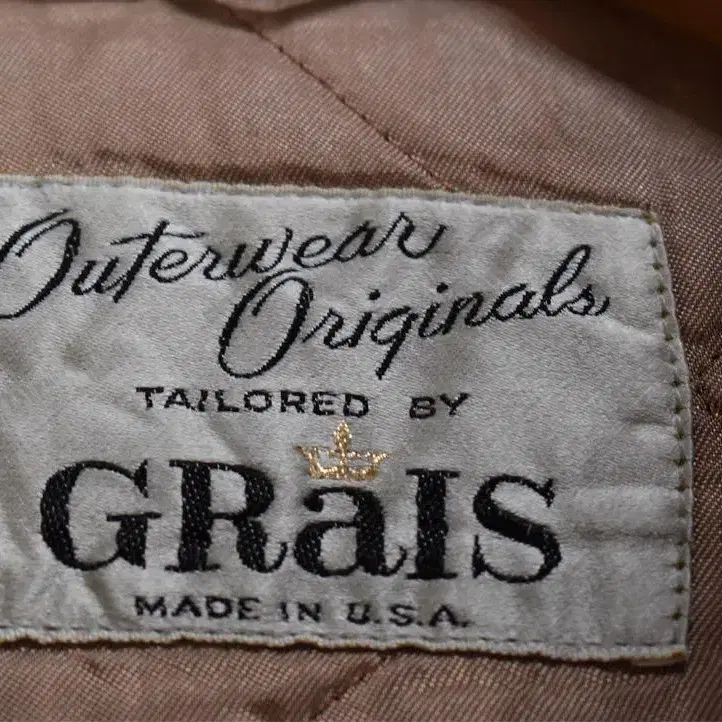 Outerwear
Originals
TAILORED BY
GRaIS
MADE IN U.S.A.